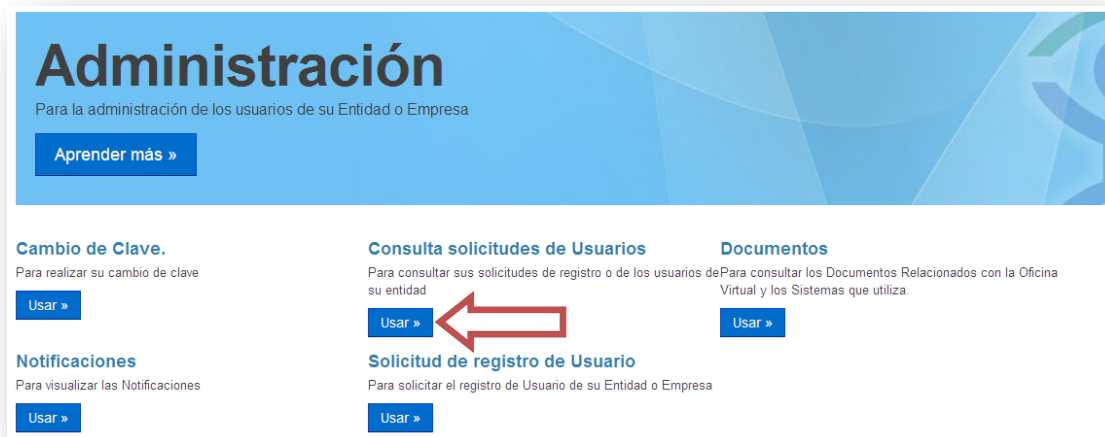 Administración
Para la administración de los usuarios de su Entidad o Empresa
Aprender más »
Cambio de Clave.
Para realizar su cambio de clave
Usar »
Consulta solicitudes de Usuarios
Para consultar sus solicitudes de registro o de los usuarios de
su entidad
Usar »
Documentos
Para consultar los Documentos Relacionados con la Oficina
Virtual y los Sistemas que utiliza.
Usar »
Notificaciones
Para visualizar las Notificaciones
Usar »
Solicitud de registro de Usuario
Para solicitar el registro de Usuario de su Entidad o Empresa
Usar »